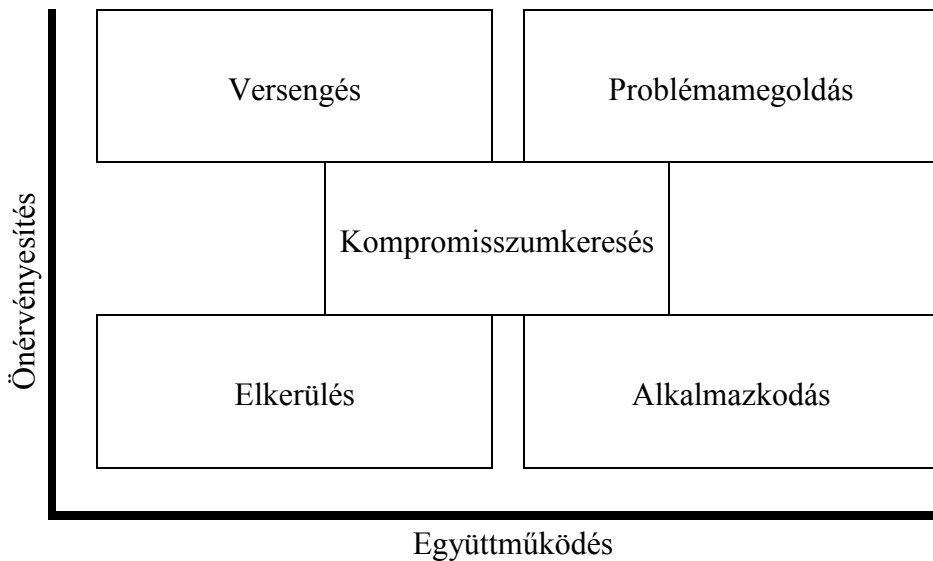 Versengés
Problémamegoldás
Önérvényesítés
Kompromisszumkeresés
Elkerülés
Alkalmazkodás
Együttműködés